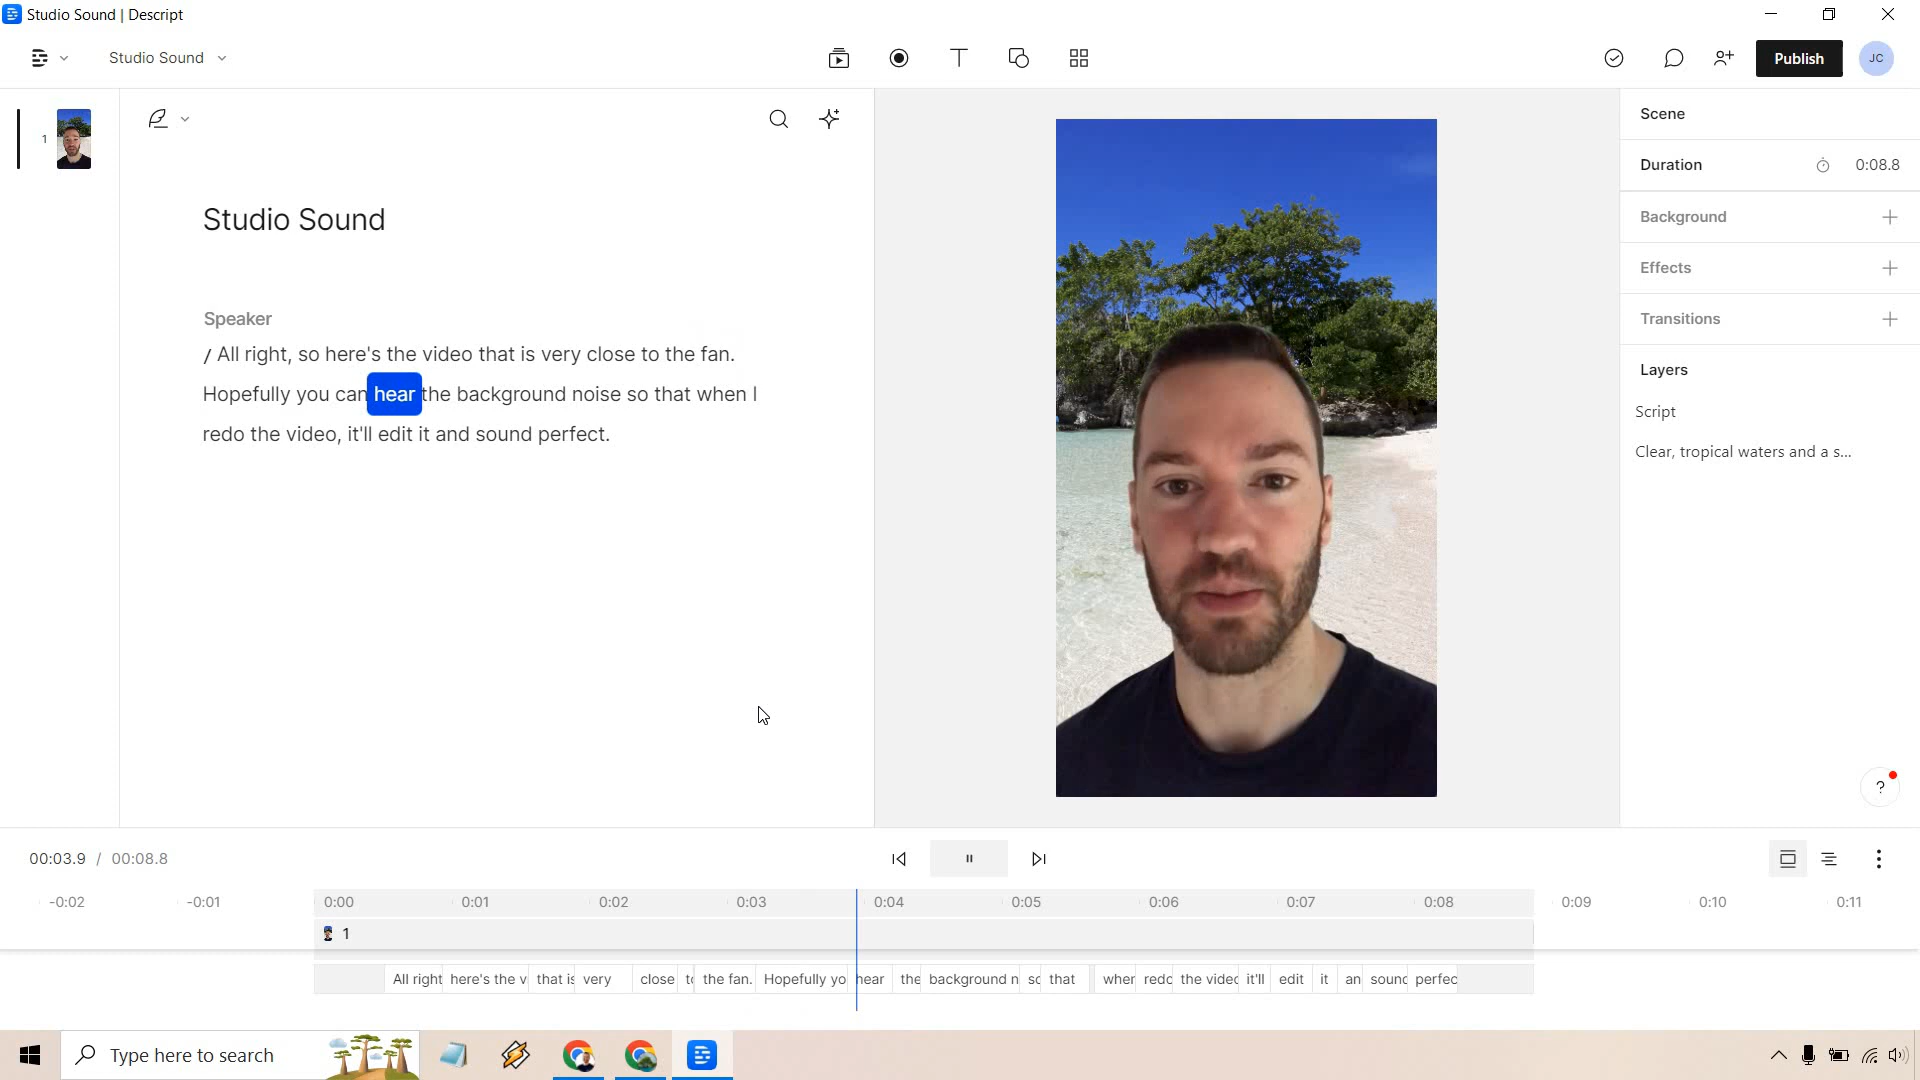 Studio Sound | Descript
Studio Sound
Publish
JC
1
Studio Sound
Speaker
/ All right, so here's the video that is very close to the fan.
Hopefully you can hear the background noise so that when I
redo the video, it'll edit it and sound perfect.
Scene
Duration 0:08.8
Background
Effects
Transitions
Layers
Script
Clear, tropical waters and a s...
?
00:03.9 / 00:08.8
-0:02 -0:01 0:00 0:01 0:02 0:03 0:04 0:05 0:06 0:07 0:08 0:09 0:10 0:11
1
All right here's the v that is very close to the fan. Hopefully yo hear the background n so that when redo the video it'll edit it an sound perfec
Type here to search